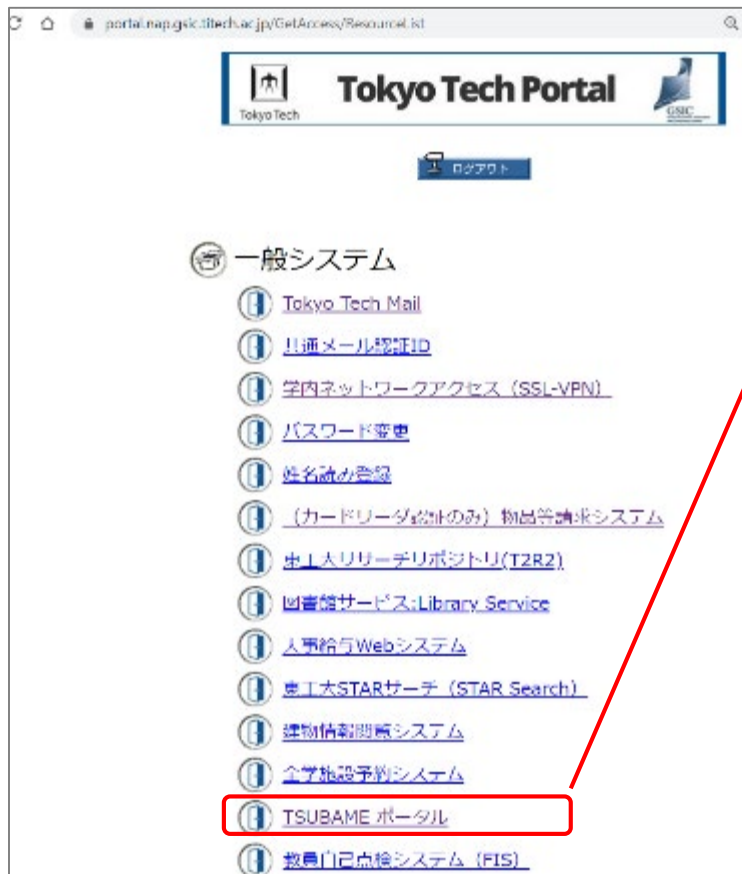 portal.nap.gsic.titech.ac.jp/GetAccess/ResourceList
Tokyo Tech
Tokyo Tech Portal
GSIC
ログアウト
一般システム
Tokyo Tech Mail
共通メール認証ID
学内ネットワークアクセス（SSL-VPN）
パスワード変更
姓名読み登録
（カードリーダ認証のみ）物品等請求システム
東工大リサーチリポジトリ(T2R2)
図書館サービス:Library Service
人事給与Webシステム
東工大STARサーチ（STAR Search）
建物情報閲覧システム
全学施設予約システム
TSUBAME ポータル
教員自己点検システム（FIS）